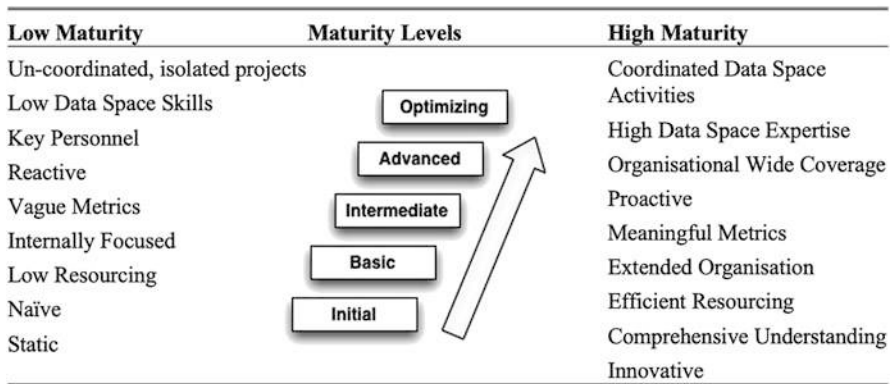 Low Maturity
Maturity Levels
High Maturity
Un-coordinated, isolated projects
Low Data Space Skills
Key Personnel
Reactive
Vague Metrics
Internally Focused
Low Resourcing
Naïve
Static
Optimizing
Advanced
Intermediate
Basic
Initial
Coordinated Data Space
Activities
High Data Space Expertise
Organisational Wide Coverage
Proactive
Meaningful Metrics
Extended Organisation
Efficient Resourcing
Comprehensive Understanding
Innovative